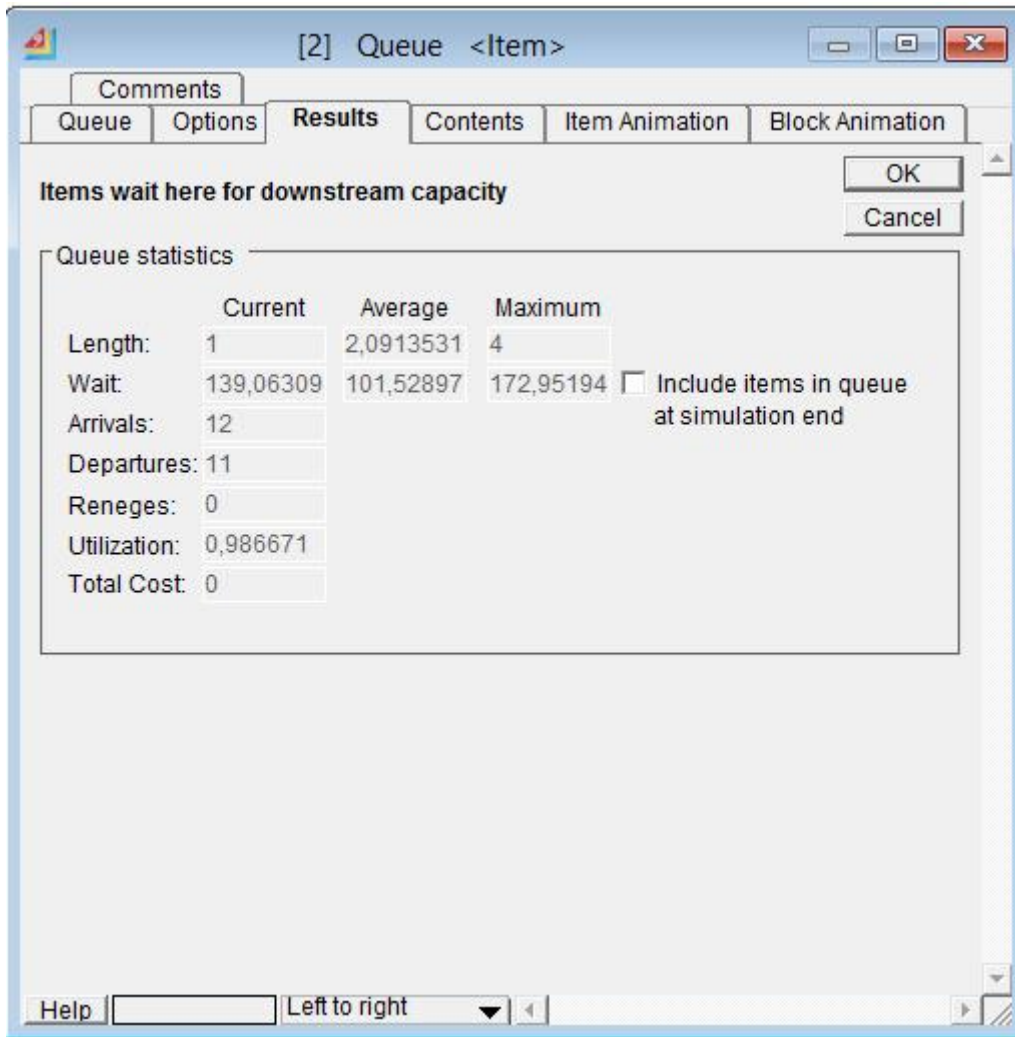 [2] Queue <Item>
Comments
Queue Options Results Contents Item Animation Block Animation
OK
Items wait here for downstream capacity
Cancel
Queue statistics
Current Average Maximum
Length: 1 2,0913531 4
Wait: 139,06309 101,52897 172,95194 Include items in queue
at simulation end
Arrivals: 12
Departures: 11
Reneges: 0
Utilization: 0,986671
Total Cost: 0
Help Left to right